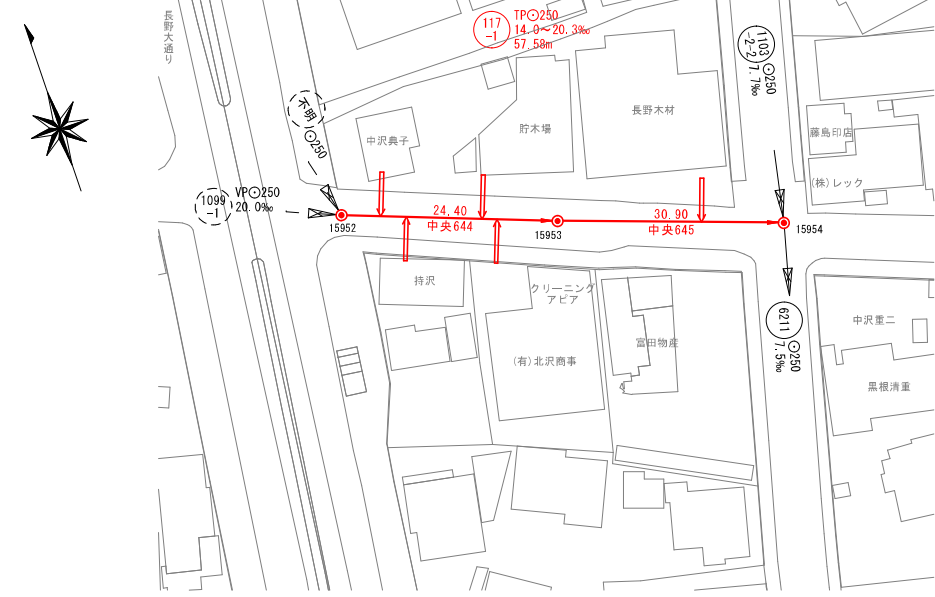 長野大通り
117
-1
TP⊙250
14.0～20.3‰
57.58m
1103
-2-2
⊙250
7.7‰
不明
⊙250
中沢典子
貯木場
長野木材
藤島印店
(株)レック
1099
-1
VP⊙250
20.0‰
15952
24.40
中央644
15953
30.90
中央645
15954
持沢
クリーニング
アピア
(有)北沢商事
富田物産
6211
⊙250
7.5‰
中沢重二
黒根清重